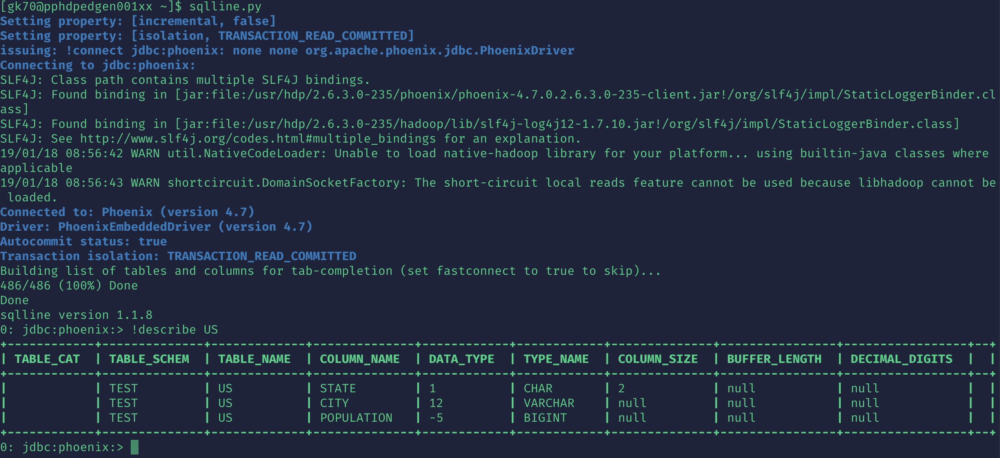 [gk70@pphdpedgen001xx ~]$ sqlline.py
Setting property: [incremental, false]
Setting property: [isolation, TRANSACTION_READ_COMMITTED]
issuing: !connect jdbc:phoenix: none none org.apache.phoenix.jdbc.PhoenixDriver
Connecting to jdbc:phoenix:
SLF4J: Class path contains multiple SLF4J bindings.
SLF4J: Found binding in [jar:file:/usr/hdp/2.6.3.0-235/phoenix/phoenix-4.7.0.2.6.3.0-235-client.jar!/org/slf4j/impl/StaticLoggerBinder.cl
ass]
SLF4J: Found binding in [jar:file:/usr/hdp/2.6.3.0-235/hadoop/lib/slf4j-log4j12-1.7.10.jar!/org/slf4j/impl/StaticLoggerBinder.class]
SLF4J: See http://www.slf4j.org/codes.html#multiple_bindings for an explanation.
19/01/18 08:56:42 WARN util.NativeCodeLoader: Unable to load native-hadoop library for your platform... using builtin-java classes where
applicable
19/01/18 08:56:43 WARN shortcircuit.DomainSocketFactory: The short-circuit local reads feature cannot be used because libhadoop cannot be
 loaded.
Connected to: Phoenix (version 4.7)
Driver: PhoenixEmbeddedDriver (version 4.7)
Autocommit status: true
Transaction isolation: TRANSACTION_READ_COMMITTED
Building list of tables and columns for tab-completion (set fastconnect to true to skip)...
486/486 (100%) Done
Done
sqlline version 1.1.8
0: jdbc:phoenix:> !describe US
+------------+--------------+-------------+--------------+------------+------------+--------------+----------------+-----------------+--+
| TABLE_CAT  | TABLE_SCHEM  | TABLE_NAME  | COLUMN_NAME  | DATA_TYPE  | TYPE_NAME  | COLUMN_SIZE  | BUFFER_LENGTH  | DECIMAL_DIGITS  |  |
+------------+--------------+-------------+--------------+------------+------------+--------------+----------------+-----------------+--+
|            | TEST         | US          | STATE        | 1          | CHAR       | 2            | null           | null            |  |
|            | TEST         | US          | CITY         | 12         | VARCHAR    | null         | null           | null            |  |
|            | TEST         | US          | POPULATION   | -5         | BIGINT     | null         | null           | null            |  |
+------------+--------------+-------------+--------------+------------+------------+--------------+----------------+-----------------+--+
0: jdbc:phoenix:>